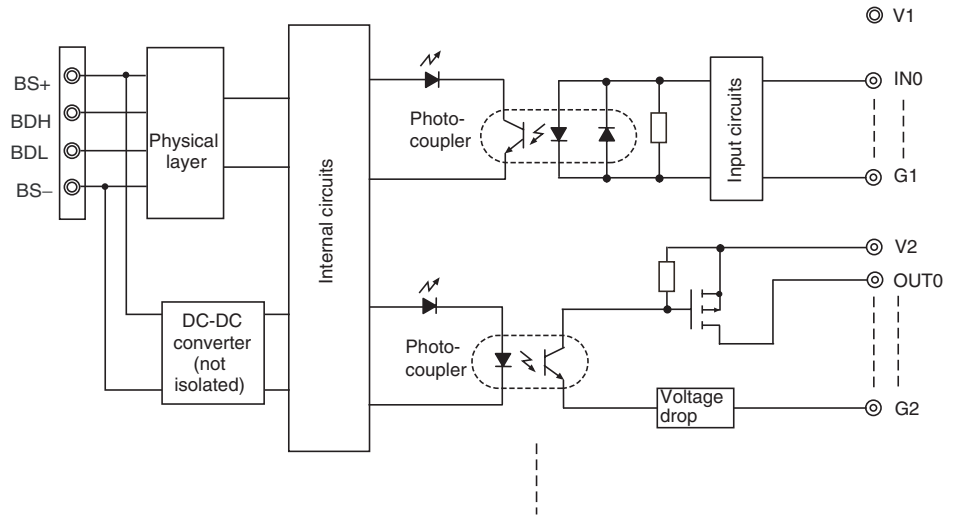 V1
BS+
BDH
BDL
BS−
Physical
layer
DC-DC
converter
(not
isolated)
Internal circuits
Photo-
coupler
Input circuits
IN0
G1
Photo-
coupler
Voltage
drop
V2
OUT0
G2